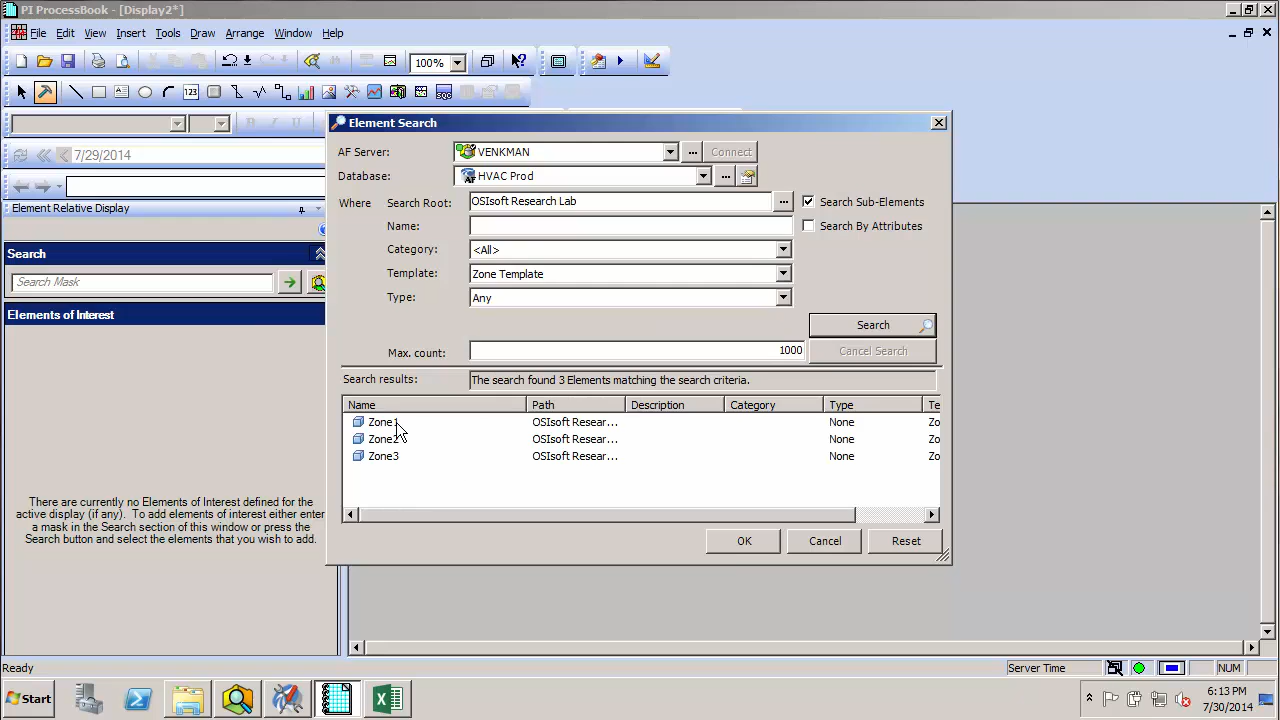 PI ProcessBook - [Display2*]
File Edit View Insert Tools Draw Arrange Window Help
100%
123
SQC
B I U
7/29/2014
Element Relative Display
Search
Search Mask
Elements of Interest
There are currently no Elements of Interest defined for the
active display (if any). To add elements of interest either enter
a mask in the Search section of this window or press the
Search button and select the elements that you wish to add.
Element Search
AF Server: VENKMAN ... Connect
Database: AF HVAC Prod ...
Where Search Root: OSIsoft Research Lab ... Search Sub-Elements
Name: Search By Attributes
Category: <All>
Template: Zone Template
Type: Any
Search
Max. count: 1000 Cancel Search
Search results: The search found 3 Elements matching the search criteria.
Name Path Description Category Type Te
Zone1 OSIsoft Resear... None Zo
Zone2 OSIsoft Resear... None Zo
Zone3 OSIsoft Resear... None Zo
OK Cancel Reset
Ready Server Time NUM
Start 6:13 PM
7/30/2014